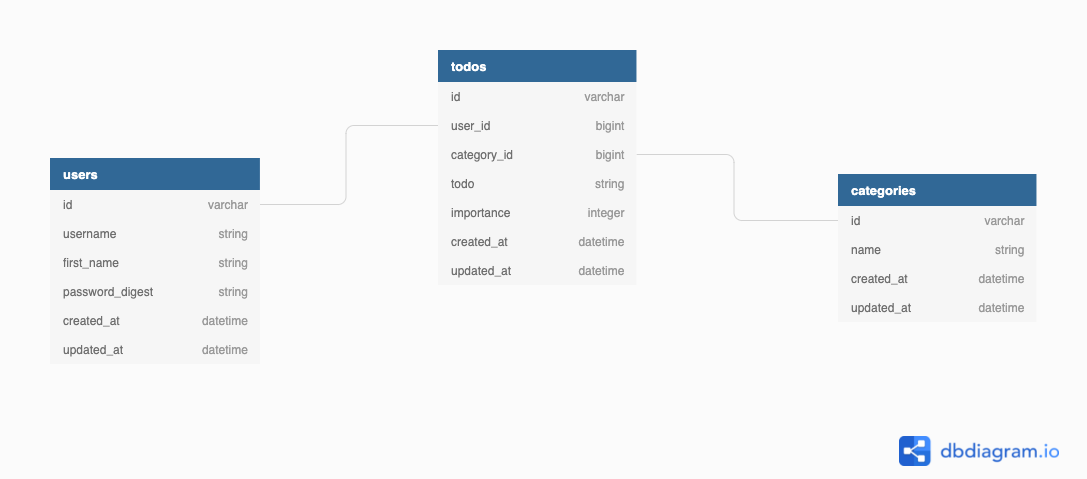 users
id varchar
username string
first_name string
password_digest string
created_at datetime
updated_at datetime
todos
id varchar
user_id bigint
category_id bigint
todo string
importance integer
created_at datetime
updated_at datetime
categories
id varchar
name string
created_at datetime
updated_at datetime
dbdiagram.io